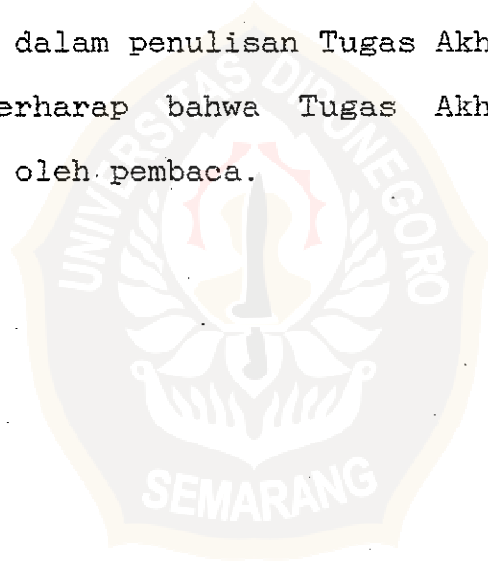 dalam penulisan Tugas Akh
erharap bahwa Tugas Akh
oleh pembaca.
UNIVERSITAS DIPONEGORO
SEMARANG